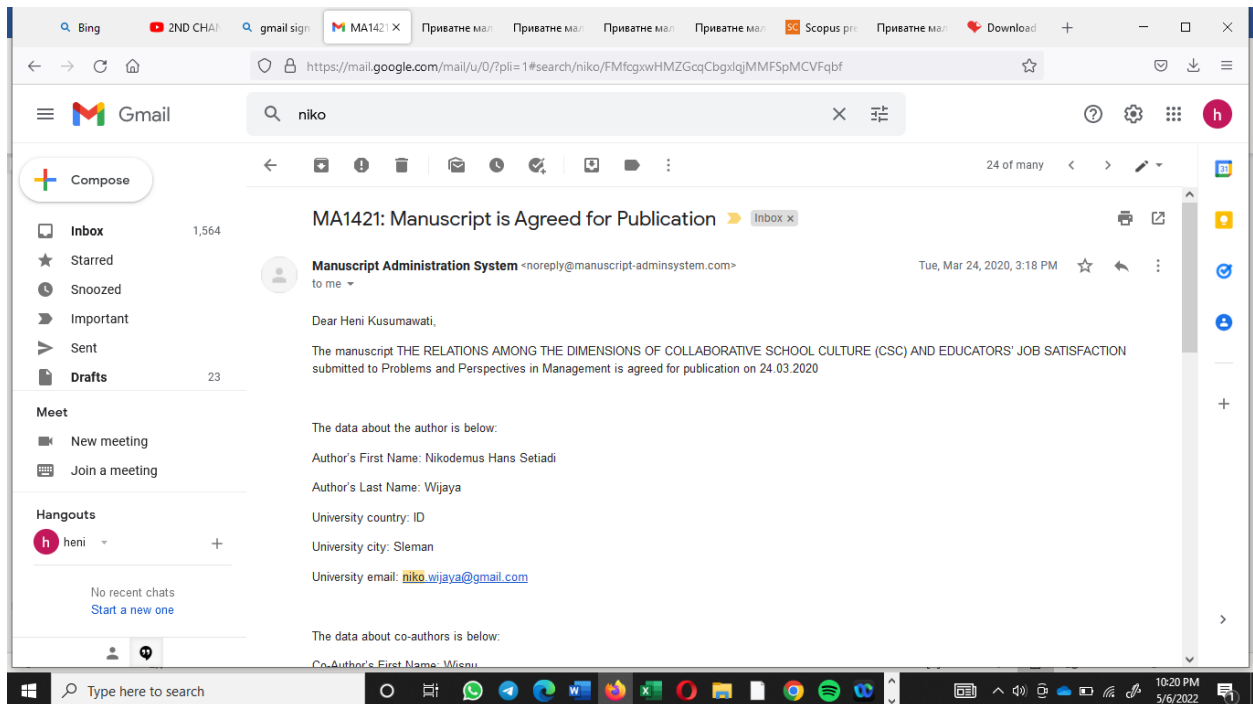 Bing
2ND CHAN
gmail sign
MA1421
Приватне мал
Приватне мал
Приватне мал
Приватне мал
SC Scopus pre
Приватне мал
Download
https://mail.google.com/mail/u/0/?pli=1#search/niko/FMfcgxwHMZGcqCbgxlqjMMFSpMCVFqbf
Gmail
niko
h
Compose
24 of many
31
MA1421: Manuscript is Agreed for Publication
Inbox x
Inbox 1,564
Starred
Snoozed
Important
Sent
Drafts 23
Manuscript Administration System <noreply@manuscript-adminsystem.com>
Tue, Mar 24, 2020, 3:18 PM
to me
Dear Heni Kusumawati,
The manuscript THE RELATIONS AMONG THE DIMENSIONS OF COLLABORATIVE SCHOOL CULTURE (CSC) AND EDUCATORS' JOB SATISFACTION
submitted to Problems and Perspectives in Management is agreed for publication on 24.03.2020
The data about the author is below:
Author's First Name: Nikodemus Hans Setiadi
Author's Last Name: Wijaya
University country: ID
University city: Sleman
University email: niko.wijaya@gmail.com
The data about co-authors is below:
Co-Author's First Name: Wisnu
Meet
New meeting
Join a meeting
Hangouts
h heni
No recent chats
Start a new one
Type here to search
10:20 PM
5/6/2022